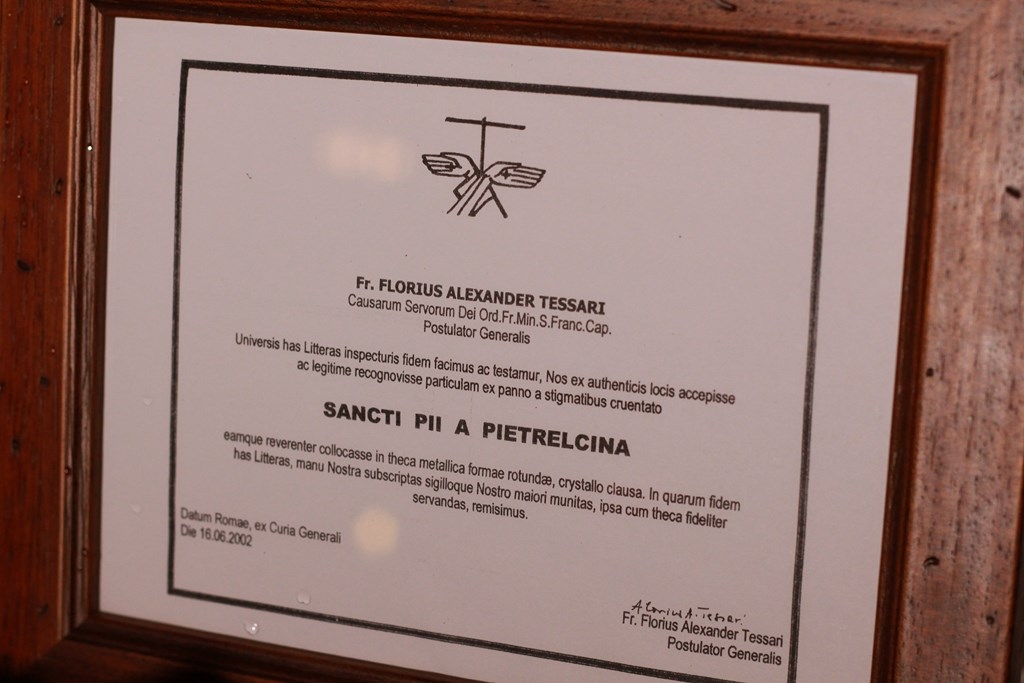 Fr. FLORIUS ALEXANDER TESSARI
Causarum Servorum Dei Ord.Fr.Min.S.Franc.Cap.
Postulator Generalis
Universis has Litteras inspecturis fidem facimus ac testamur, Nos ex authenticis locis accepisse
ac legitime recognovisse particulam ex panno a stigmatibus cruentato
SANCTI PII A PIETRELCINA
eamque reverenter collocasse in theca metallica formae rotundæ, crystallo clausa. In quarum fidem
has Litteras, manu Nostra subscriptas sigilloque Nostro maiori munitas, ipsa cum theca fideliter
servandas, remisimus.
Datum Romae, ex Curia Generali
Die 16.06.2002
Fr. Florius Alexander Tessari
Postulator Generalis